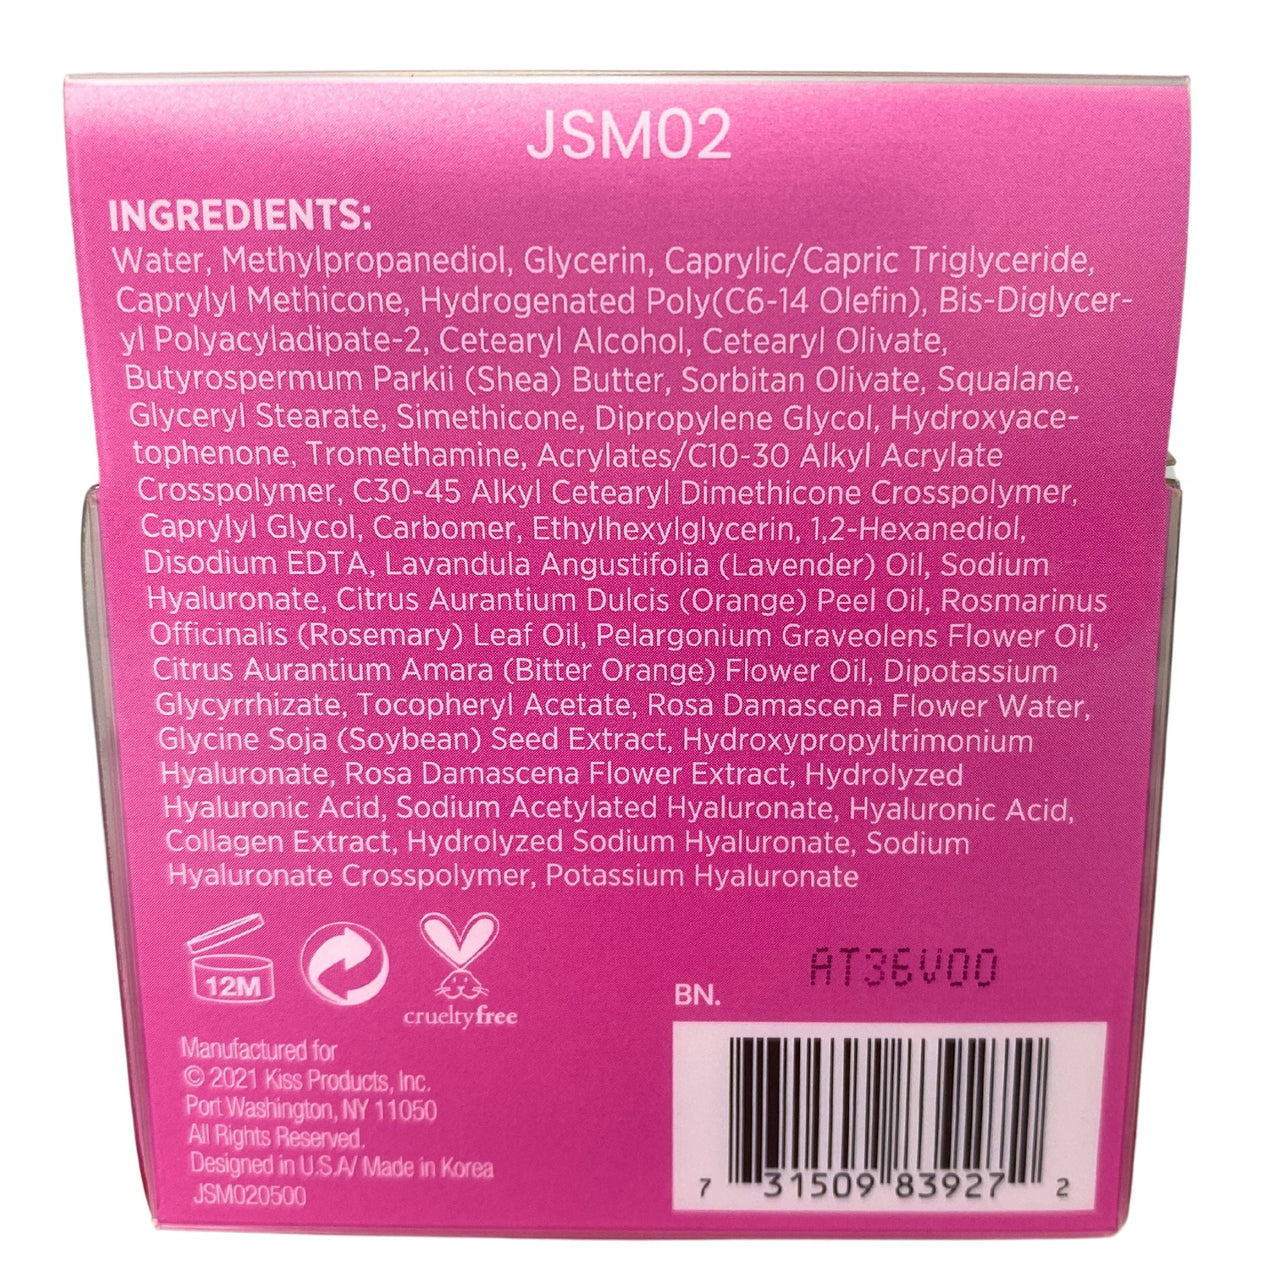 JSM02
INGREDIENTS:
Water, Methylpropanediol, Glycerin, Caprylic/Capric Triglyceride,
Caprylyl Methicone, Hydrogenated Poly(C6-14 Olefin), Bis-Diglycer-
yl Polyacyladipate-2, Cetearyl Alcohol, Cetearyl Olivate,
Butyrospermum Parkii (Shea) Butter, Sorbitan Olivate, Squalane,
Glyceryl Stearate, Simethicone, Dipropylene Glycol, Hydroxyace-
tophenone, Tromethamine, Acrylates/C10-30 Alkyl Acrylate
Crosspolymer, C30-45 Alkyl Cetearyl Dimethicone Crosspolymer,
Caprylyl Glycol, Carbomer, Ethylhexylglycerin, 1,2-Hexanediol,
Disodium EDTA, Lavandula Angustifolia (Lavender) Oil, Sodium
Hyaluronate, Citrus Aurantium Dulcis (Orange) Peel Oil, Rosmarinus
Officinalis (Rosemary) Leaf Oil, Pelargonium Graveolens Flower Oil,
Citrus Aurantium Amara (Bitter Orange) Flower Oil, Dipotassium
Glycyrrhizate, Tocopheryl Acetate, Rosa Damascena Flower Water,
Glycine Soja (Soybean) Seed Extract, Hydroxypropyltrimonium
Hyaluronate, Rosa Damascena Flower Extract, Hydrolyzed
Hyaluronic Acid, Sodium Acetylated Hyaluronate, Hyaluronic Acid,
Collagen Extract, Hydrolyzed Sodium Hyaluronate, Sodium
Hyaluronate Crosspolymer, Potassium Hyaluronate
12M
crueltyfree
BN. AT36V00
Manufactured for
© 2021 Kiss Products, Inc.
Port Washington, NY 11050
All Rights Reserved.
Designed in U.S.A/ Made in Korea
JSM020500
7 31509 83927 2